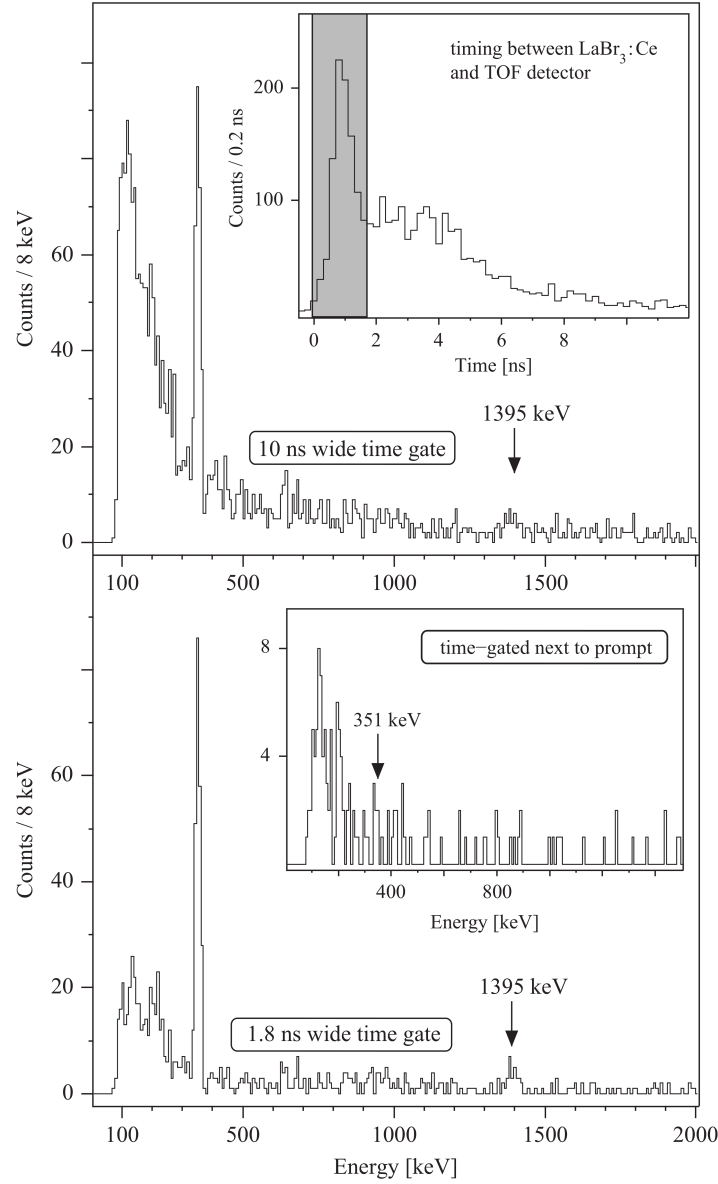 timing between LaBr3:Ce
and TOF detector
200
100
Counts / 0.2 ns
0 2 4 6 8
Time [ns]
Counts / 8 keV
60
40
20
0
1395 keV
10 ns wide time gate
100 500 1000 1500
time−gated next to prompt
8
4
351 keV
400 800
Energy [keV]
Counts / 8 keV
60
40
20
0
1395 keV
1.8 ns wide time gate
100 500 1000 1500 2000
Energy [keV]